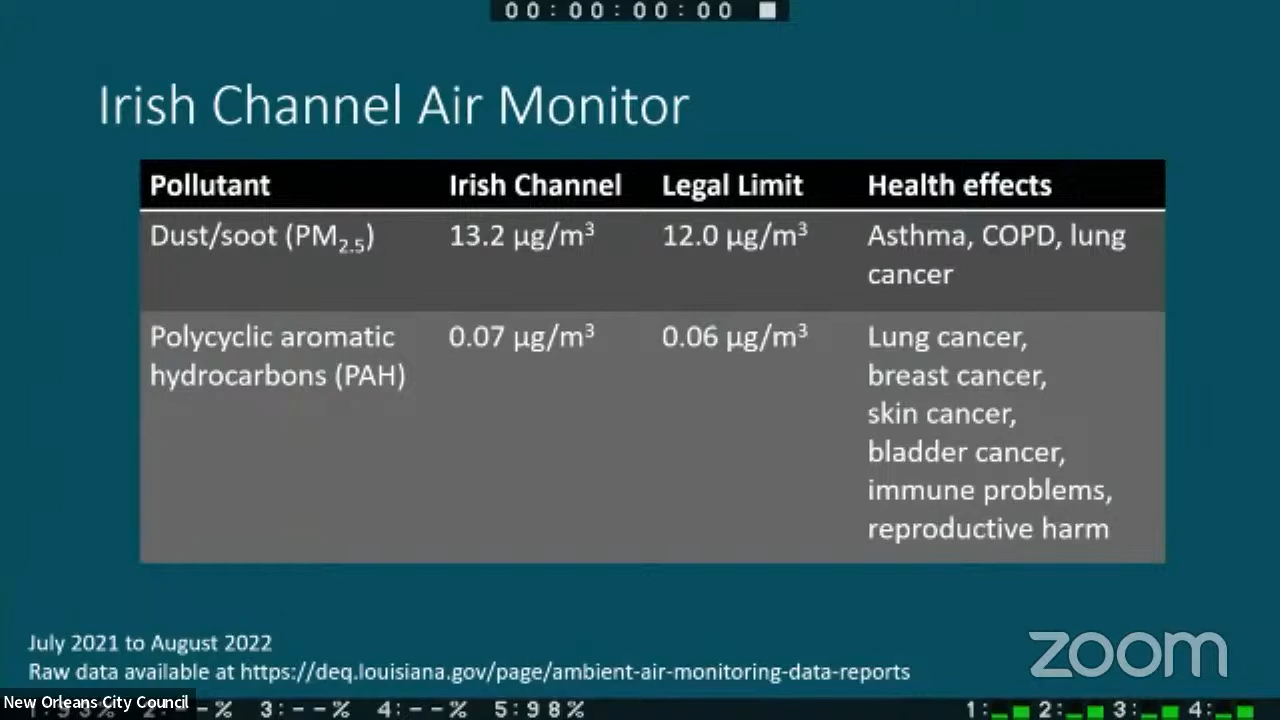 00:00:00:00
Irish Channel Air Monitor
Pollutant Irish Channel Legal Limit Health effects
Dust/soot (PM2.5) 13.2 µg/m³ 12.0 µg/m³ Asthma, COPD, lung
cancer
Polycyclic aromatic 0.07 µg/m³ 0.06 µg/m³ Lung cancer,
hydrocarbons (PAH) breast cancer,
skin cancer,
bladder cancer,
immune problems,
reproductive harm
July 2021 to August 2022
Raw data available at https://deq.louisiana.gov/page/ambient-air-monitoring-data-reports
zoom
New Orleans City Council
-% 3:--% 4:--% 5:98% 1: 2: 3: 4: